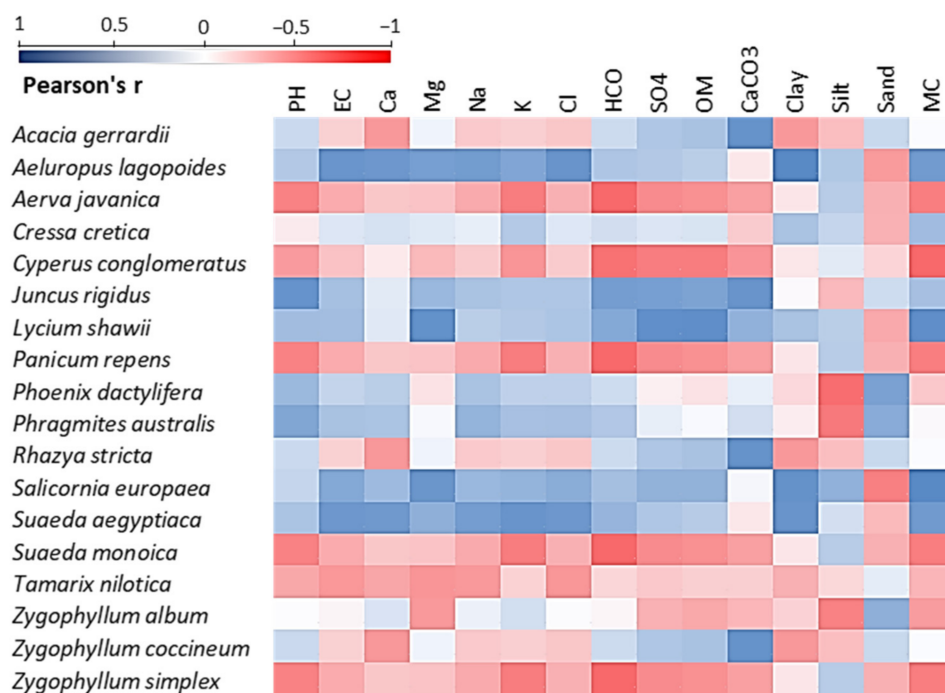 1 0.5 0 −0.5 −1
Pearson's r
PH EC Ca Mg Na K Cl HCO SO4 OM CaCO3 Clay Silt Sand MC
Acacia gerrardii
Aeluropus lagopoides
Aerva javanica
Cressa cretica
Cyperus conglomeratus
Juncus rigidus
Lycium shawii
Panicum repens
Phoenix dactylifera
Phragmites australis
Rhazya stricta
Salicornia europaea
Suaeda aegyptiaca
Suaeda monoica
Tamarix nilotica
Zygophyllum album
Zygophyllum coccineum
Zygophyllum simplex